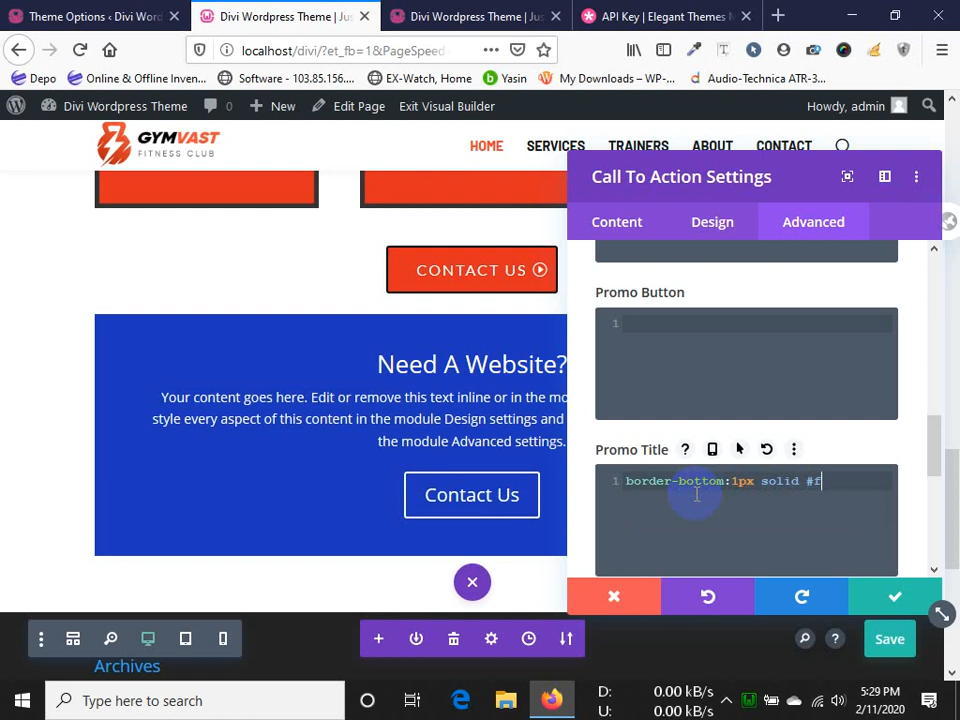 Theme Options ‹ Divi Word
Divi Wordpress Theme | Jus
Divi Wordpress Theme | Jus
API Key | Elegant Themes M
localhost/divi/?et_fb=1&PageSpeed
Depo
Online & Offline Inven...
Software - 103.85.156....
EX-Watch, Home
Yasin
My Downloads – WP-...
Audio-Technica ATR-3...
Divi Wordpress Theme
0
New
Edit Page
Exit Visual Builder
Howdy, admin
GYMVAST
FITNESS CLUB
HOME
SERVICES
TRAINERS
ABOUT
CONTACT
Call To Action Settings
Content
Design
Advanced
CONTACT US
Promo Button
1
Need A Website?
Your content goes here. Edit or remove this text inline or in the mo
style every aspect of this content in the module Design settings and
the module Advanced settings.
Contact Us
Promo Title
?
1 border-bottom:1px solid #f
?
Save
Archives
Type here to search
D: 0.00 kB/s
U: 0.00 kB/s
5:29 PM
2/11/2020